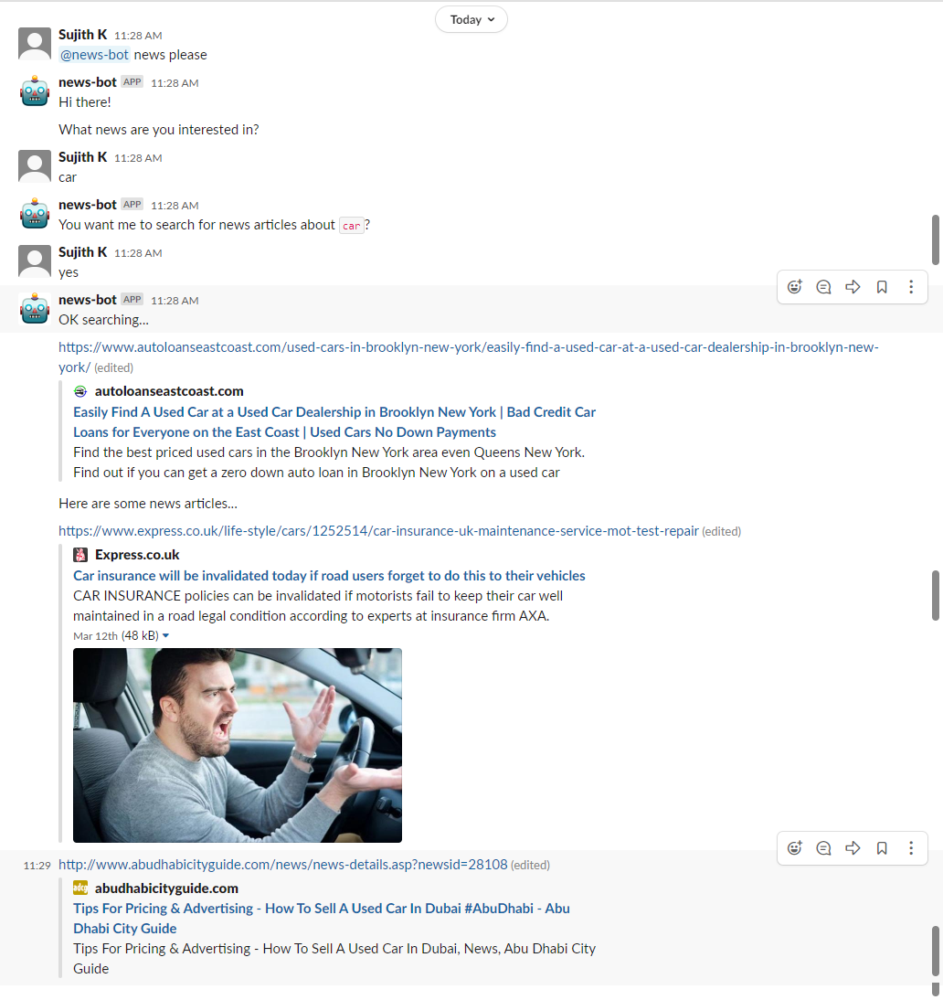 Today
Sujith K 11:28 AM
@news-bot news please
news-bot APP 11:28 AM
Hi there!
What news are you interested in?
Sujith K 11:28 AM
car
news-bot APP 11:28 AM
You want me to search for news articles about car ?
Sujith K 11:28 AM
yes
news-bot APP 11:28 AM
OK searching...
https://www.autoloanseastcoast.com/used-cars-in-brooklyn-new-york/easily-find-a-used-car-at-a-used-car-dealership-in-brooklyn-new-
york/ (edited)
autoloanseastcoast.com
Easily Find A Used Car at a Used Car Dealership in Brooklyn New York | Bad Credit Car
Loans for Everyone on the East Coast | Used Cars No Down Payments
Find the best priced used cars in the Brooklyn New York area even Queens New York.
Find out if you can get a zero down auto loan in Brooklyn New York on a used car
Here are some news articles...
https://www.express.co.uk/life-style/cars/1252514/car-insurance-uk-maintenance-service-mot-test-repair (edited)
Express.co.uk
Car insurance will be invalidated today if road users forget to do this to their vehicles
CAR INSURANCE policies can be invalidated if motorists fail to keep their car well
maintained in a road legal condition according to experts at insurance firm AXA.
Mar 12th (48 kB)
11:29 http://www.abudhabicityguide.com/news/news-details.asp?newsid=28108 (edited)
adcg abudhabicityguide.com
Tips For Pricing & Advertising - How To Sell A Used Car In Dubai #AbuDhabi - Abu
Dhabi City Guide
Tips For Pricing & Advertising - How To Sell A Used Car In Dubai, News, Abu Dhabi City
Guide